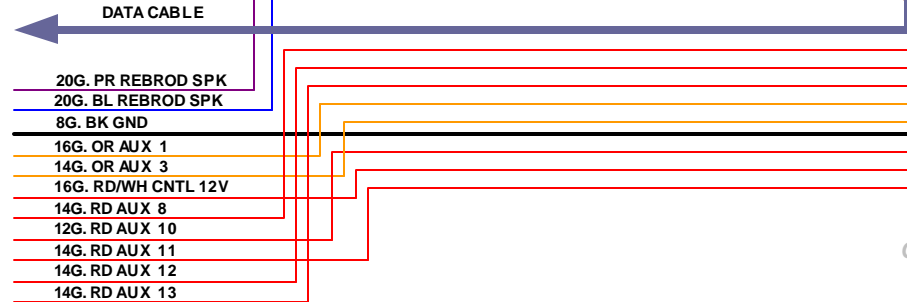 DATA CABLE
20G. PR REBROD SPK
20G. BL REBROD SPK
8G. BK GND
16G. OR AUX 1
14G. OR AUX 3
16G. RD/WH CNTL 12V
14G. RD AUX 8
12G. RD AUX 10
14G. RD AUX 11
14G. RD AUX 12
14G. RD AUX 13